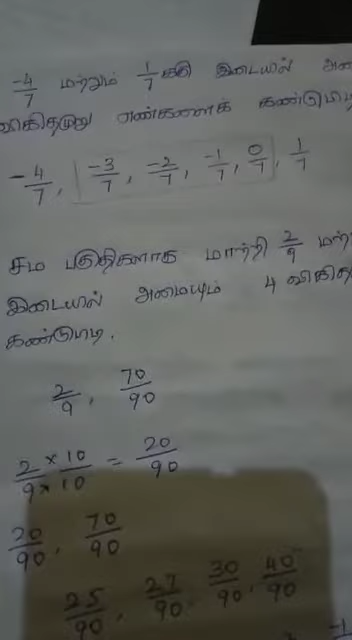 -4/7 மற்றும் 1/7 க்கு இடையில்
விகிதமுறு எண்களைக் கண்டுபிடி
-4/7, -3/7, -2/7, -1/7, 0/7, 1/7
சம பகுதிகளாக மாற்றி 2/9
இடையில் அமையும் 4
கண்டுபிடி.
2/9, 70/90
2/9 × 10/10 = 20/90
20/90, 70/90
25/90, 27/90, 30/90, 40/90